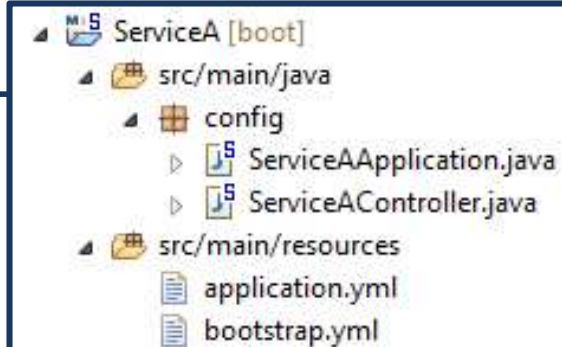 ServiceA [boot]
src/main/java
config
ServiceAApplication.java
ServiceAController.java
src/main/resources
application.yml
bootstrap.yml